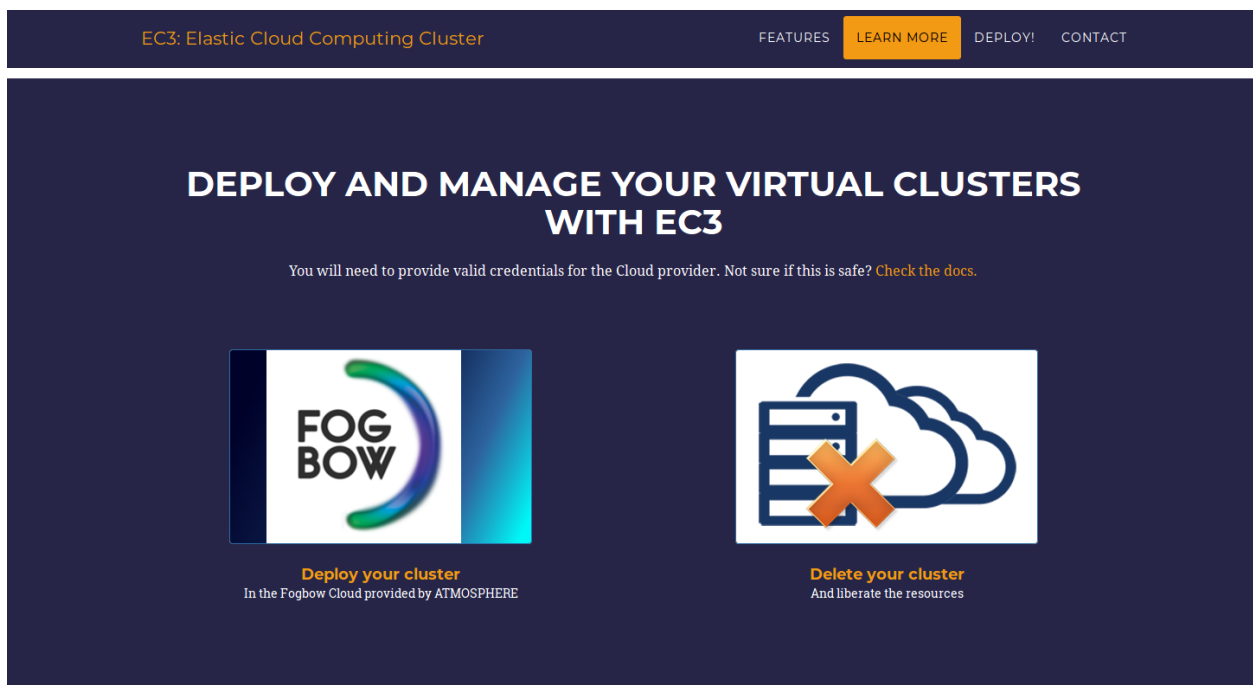 EC3: Elastic Cloud Computing Cluster
FEATURES
LEARN MORE
DEPLOY!
CONTACT
DEPLOY AND MANAGE YOUR VIRTUAL CLUSTERS
WITH EC3
You will need to provide valid credentials for the Cloud provider. Not sure if this is safe? Check the docs.
FOG
BOW
Deploy your cluster
In the Fogbow Cloud provided by ATMOSPHERE
Delete your cluster
And liberate the resources